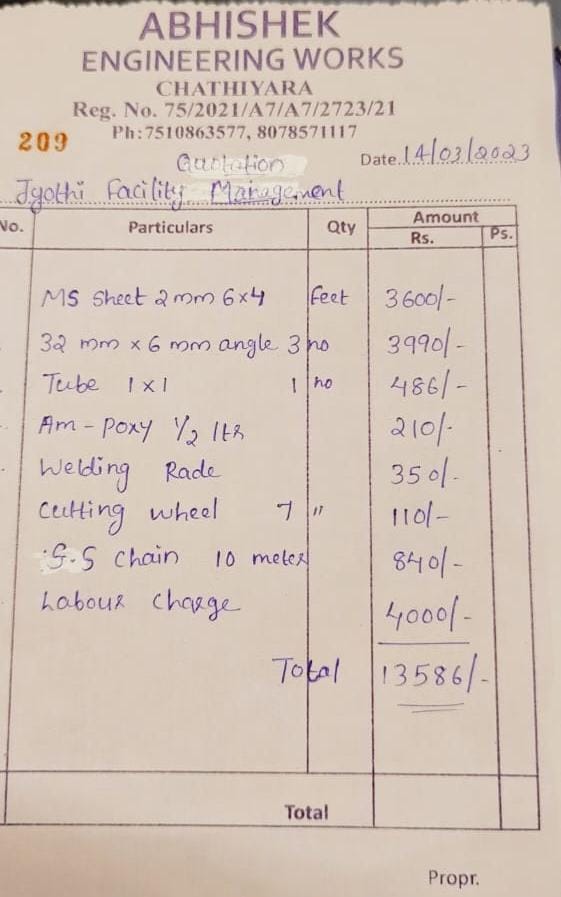 ABHISHEK
ENGINEERING WORKS
CHATHIYARA
Reg. No. 75/2021/A7/A7/2723/21
Ph:7510863577, 8078571117
209
Quotation
Date. 14/03/2023
Jyothi Facility Management
No. Particulars Qty Amount
Rs. Ps.
MS Sheet 2mm 6x4 feet 3600/-
32 mm x 6 mm angle 3 no 3990/-
Tube 1x1 1 no 486/-
Am-poxy 1/2 ltr 210/-
Welding Rade 350/-
Cutting wheel 7 " 110/-
S.S chain 10 meter 840/-
Labour charge 4000/-
Total 13586/-
Total
Propr.